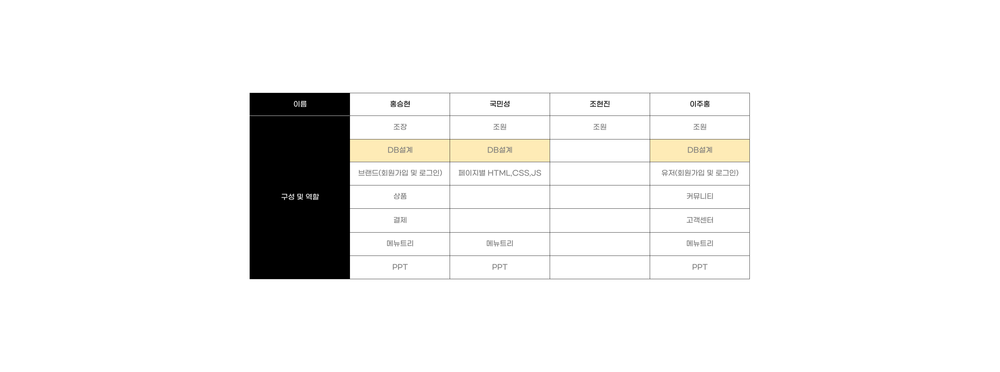 이름 홍승현 국민성 조현진 이주홍
조장 조원 조원 조원
DB설계 DB설계 DB설계
브랜드(회원가입 및 로그인) 페이지별 HTML,CSS,JS 유저(회원가입 및 로그인)
구성 및 역할 상품 커뮤니티
결제 고객센터
메뉴트리 메뉴트리 메뉴트리
PPT PPT PPT